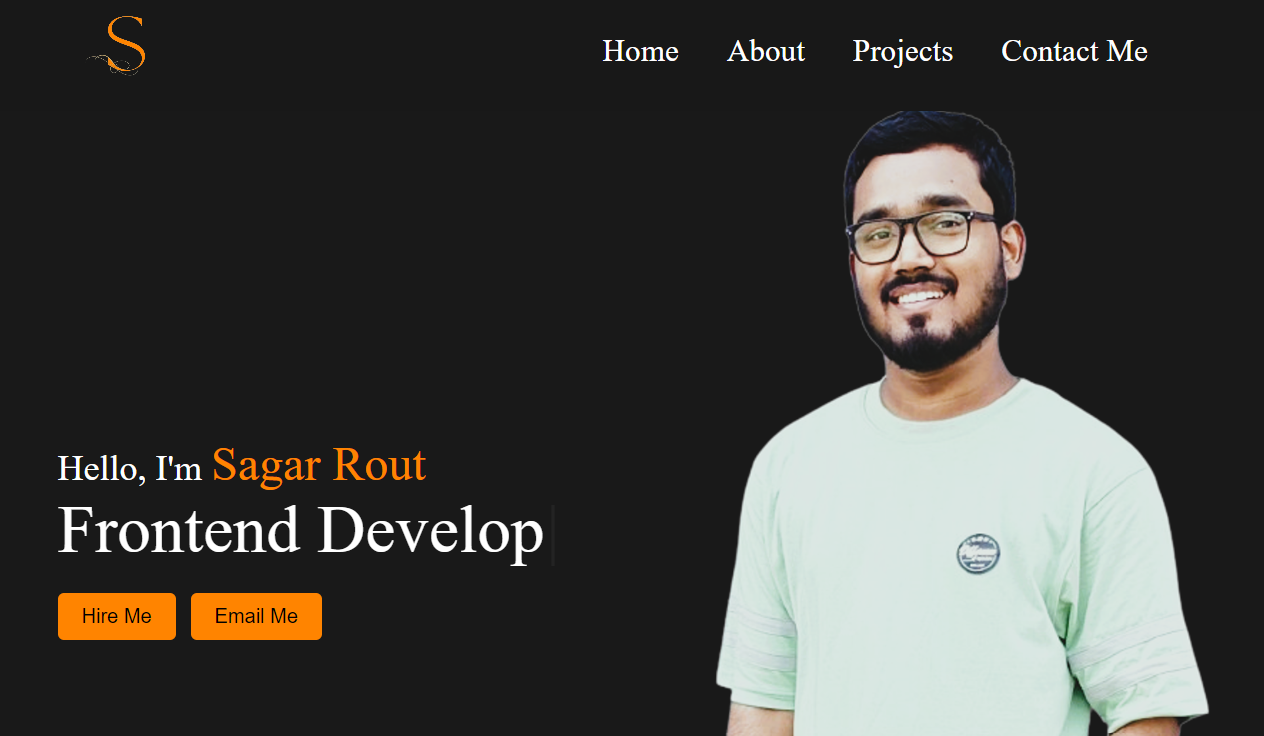 S
Home About Projects Contact Me
Hello, I'm Sagar Rout
Frontend Develop
Hire Me Email Me